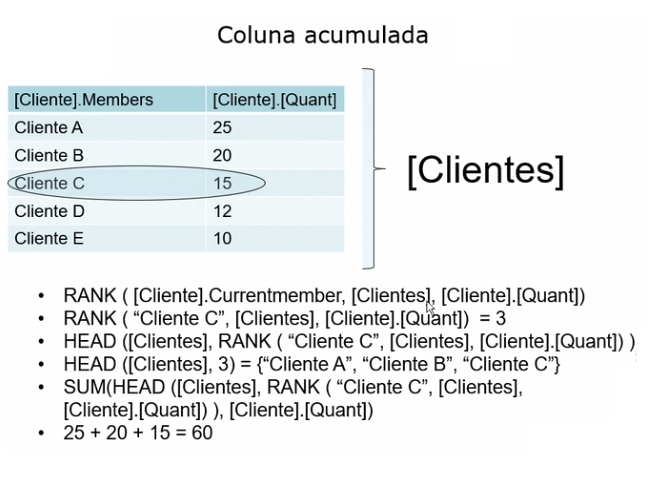 Coluna acumulada
[Cliente].Members [Cliente].[Quant]
Cliente A 25
Cliente B 20
Cliente C 15
Cliente D 12
Cliente E 10
[Clientes]
• RANK ( [Cliente].Currentmember, [Clientes], [Cliente].[Quant])
• RANK ( “Cliente C”, [Clientes], [Cliente].[Quant]) = 3
• HEAD ([Clientes], RANK ( “Cliente C”, [Clientes], [Cliente].[Quant]) )
• HEAD ([Clientes], 3) = {“Cliente A”, “Cliente B”, “Cliente C”}
• SUM(HEAD ([Clientes], RANK ( “Cliente C”, [Clientes],
[Cliente].[Quant]) ), [Cliente].[Quant])
• 25 + 20 + 15 = 60